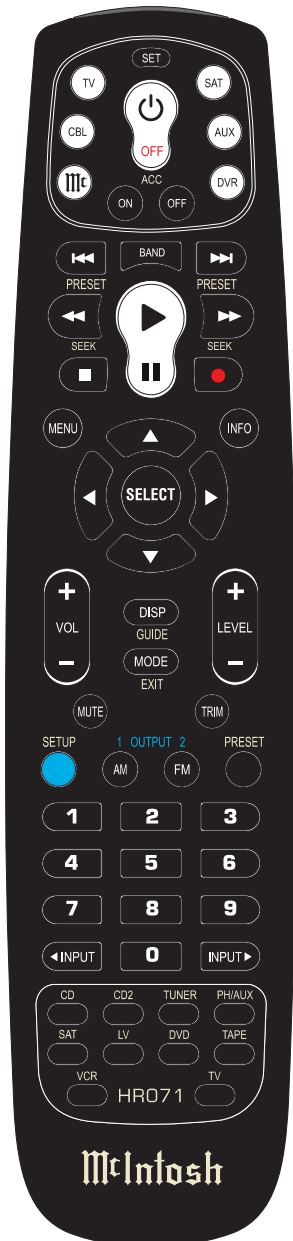 SET
TV
SAT
OFF
CBL
AUX
Mc
DVR
ACC
ON
OFF
BAND
PRESET
PRESET
SEEK
SEEK
MENU
INFO
SELECT
+
+
VOL
DISP
LEVEL
GUIDE
−
MODE
−
EXIT
MUTE
TRIM
SETUP
1 OUTPUT 2
PRESET
AM
FM
1 2 3
4 5 6
7 8 9
◀INPUT 0 INPUT▶
CD CD2 TUNER PH/AUX
SAT LV DVD TAPE
VCR TV
HR071
McIntosh